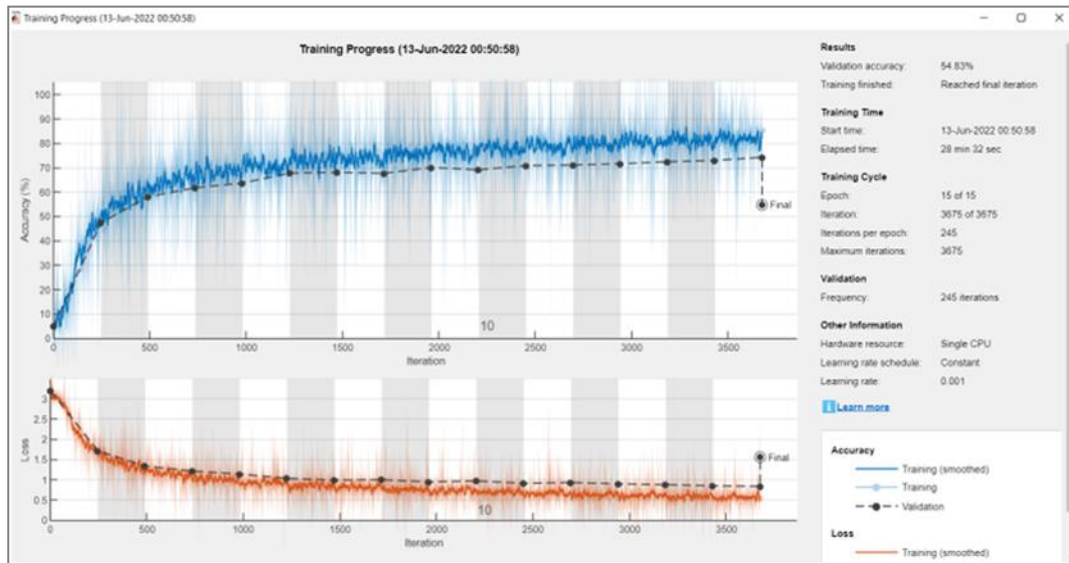 Training Progress (13-Jun-2022 00:50:58)
Training Progress (13-Jun-2022 00:50:58)
100
90
80
70
60
50
40
30
20
10
0
Accuracy (%)
Final
10
0 500 1000 1500 2000 2500 3000 3500
Iteration
3
2.5
2
1.5
1
0.5
0
Loss
Final
10
0 500 1000 1500 2000 2500 3000 3500
Iteration
Results
Validation accuracy: 54.83%
Training finished: Reached final iteration
Training Time
Start time: 13-Jun-2022 00:50:58
Elapsed time: 28 min 32 sec
Training Cycle
Epoch: 15 of 15
Iteration: 3675 of 3675
Iterations per epoch: 245
Maximum iterations: 3675
Validation
Frequency: 245 iterations
Other Information
Hardware resource: Single CPU
Learning rate schedule: Constant
Learning rate: 0.001
i Learn more
Accuracy
Training (smoothed)
Training
Validation
Loss
Training (smoothed)